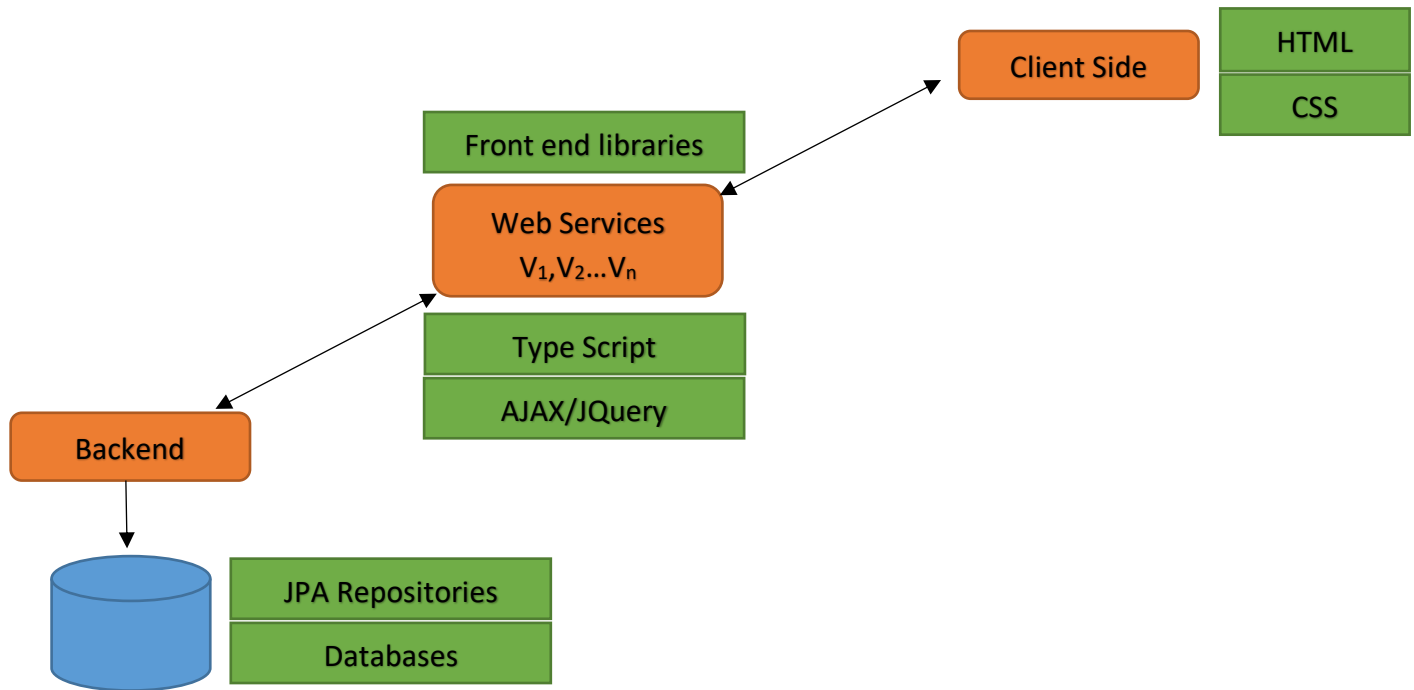 HTML
Client Side
CSS
Front end libraries
Web Services
V₁,V₂...Vₙ
Type Script
AJAX/JQuery
Backend
JPA Repositories
Databases